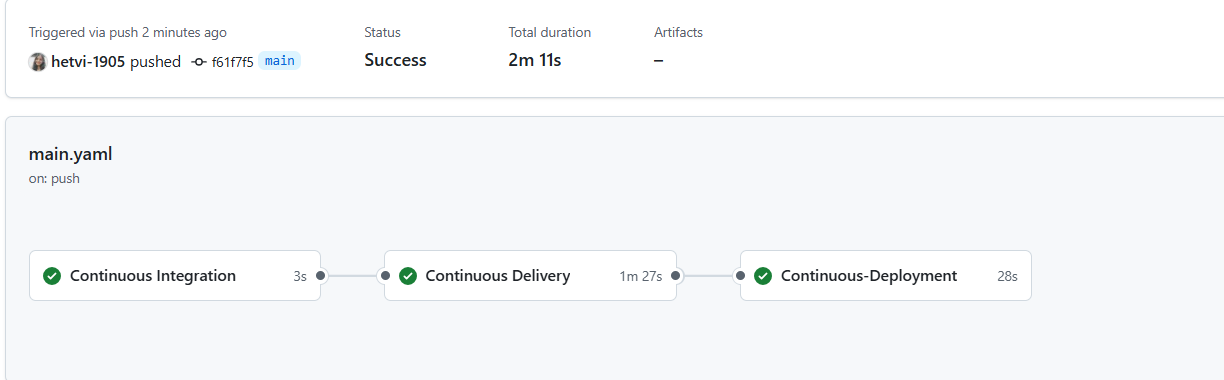 Triggered via push 2 minutes ago
Status
Total duration
Artifacts
hetvi-1905 pushed f61f7f5 main
Success
2m 11s
–
main.yaml
on: push
Continuous Integration 3s
Continuous Delivery 1m 27s
Continuous-Deployment 28s